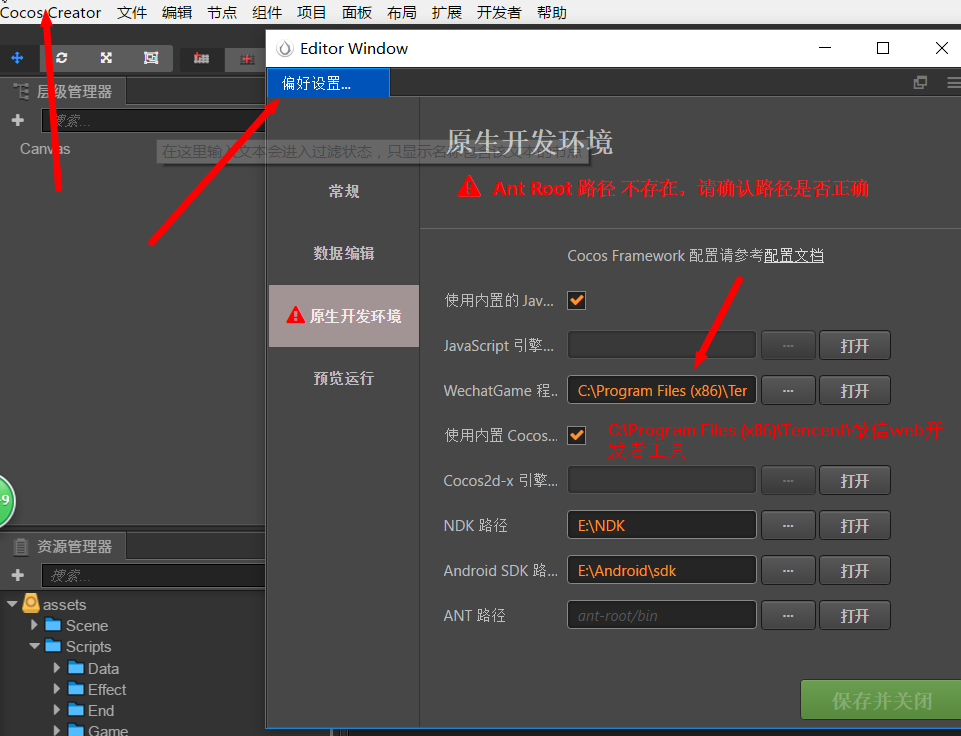 Cocos Creator 文件 编辑 节点 组件 项目 面板 布局 扩展 开发者 帮助
Editor Window
偏好设置...
层级管理器
搜索...
Canvas
在这里输入文本会进入过滤状态，只显示名称包含该文本的节点
原生开发环境
Ant Root 路径 不存在，请确认路径是否正确
常规
数据编辑
原生开发环境
预览运行
Cocos Framework 配置请参考配置文档
使用内置的 Jav...
JavaScript 引擎... ... 打开
WechatGame 程.. C:\Program Files (x86)\Ter ... 打开
使用内置 Cocos...
C:\Program Files (x86)\Tencent\微信web开
发者工具
Cocos2d-x 引擎... ... 打开
NDK 路径 E:\NDK ... 打开
Android SDK 路... E:\Android\sdk ... 打开
ANT 路径 ant-root/bin ... 打开
保存并关闭
9
资源管理器
搜索...
assets
Scene
Scripts
Data
Effect
End
Game